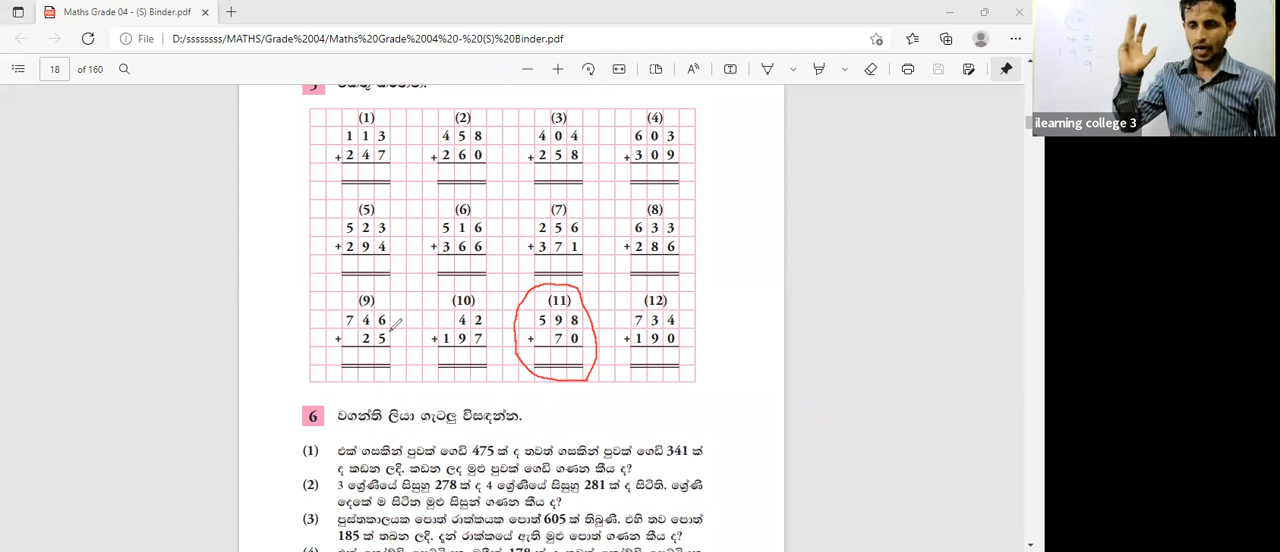 Maths Grade 04 - (S) Binder.pdf
File D:/ssssssss/MATHS/Grade%2004/Maths%20Grade%2004%20-%20(S)%20Binder.pdf
18 of 160
ilearning college 3
(1) (2) (3) (4)
1 1 3 4 5 8 4 0 4 6 0 3
+ 2 4 7 + 2 6 0 + 2 5 8 + 3 0 9
(5) (6) (7) (8)
5 2 3 5 1 6 2 5 6 6 3 3
+ 2 9 4 + 3 6 6 + 3 7 1 + 2 8 6
(9) (10) (11) (12)
7 4 6 4 2 5 9 8 7 3 4
+ 2 5 + 1 9 7 + 7 0 + 1 9 0
6 වගන්ති ලියා ගැටලු විසඳන්න.
(1) එක් ගසකින් පුවක් ගෙඩි 475 ක් ද තවත් ගසකින් පුවක් ගෙඩි 341 ක්
ද කඩන ලදි. කඩන ලද මුළු පුවක් ගෙඩි ගණන කීය ද?
(2) 3 ශ්‍රේණියේ සිසුහු 278 ක් ද 4 ශ්‍රේණියේ සිසුහු 281 ක් ද සිටිති. ශ්‍රේණි
දෙකේ ම සිටින මුළු සිසුන් ගණන කීය ද?
(3) පුස්තකාලයක පොත් රාක්කයක පොත් 605 ක් තිබුණි. එහි තව පොත්
185 ක් තබන ලදි. දැන් රාක්කයේ ඇති මුළු පොත් ගණන කීය ද?